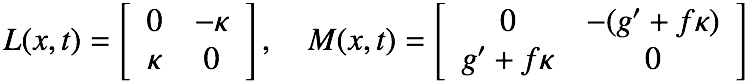 L(x, t) = [ 0 −κ ; κ 0 ], M(x, t) = [ 0 −(g′ + fκ) ; g′ + fκ 0 ]